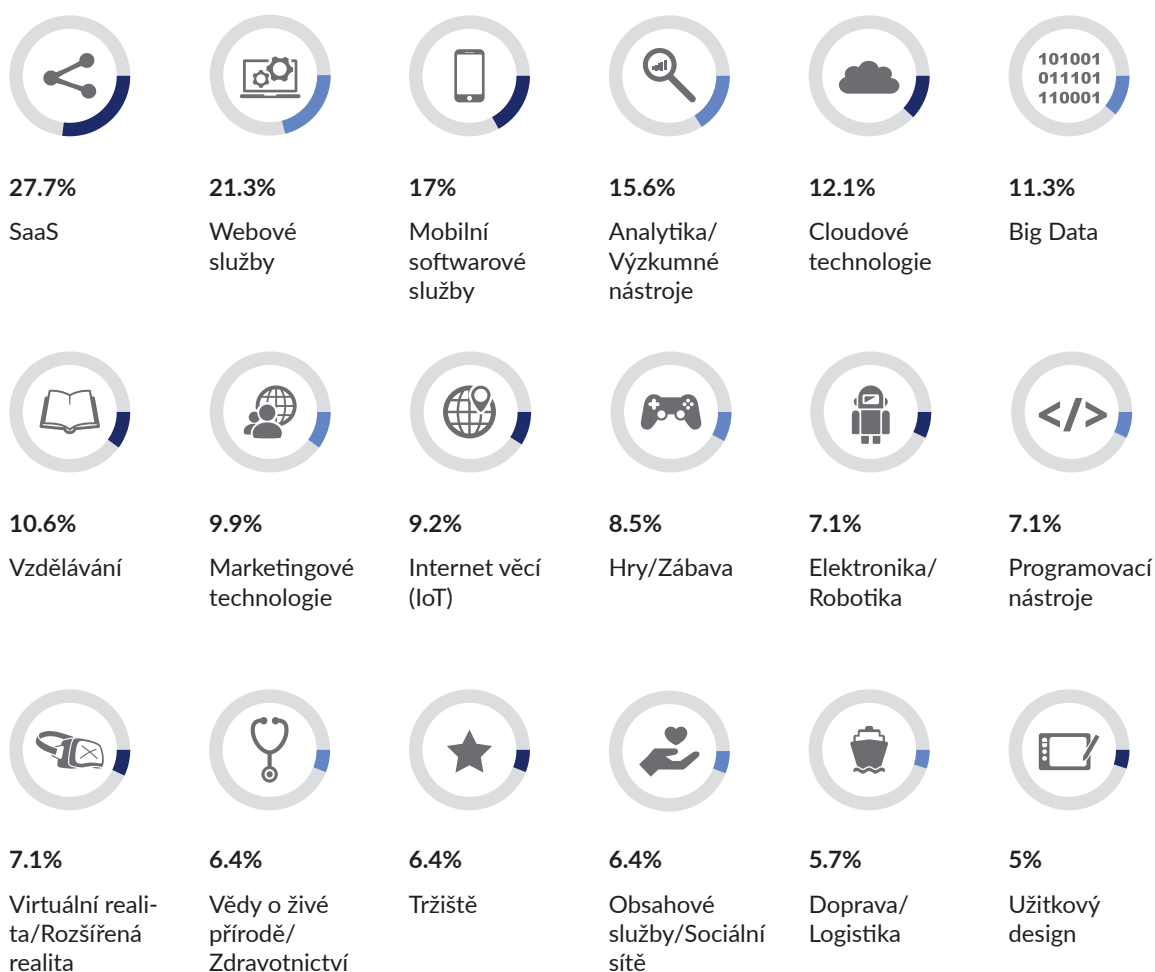 101001
011101
110001
27.7%
SaaS
21.3%
Webové
služby
17%
Mobilní
softwarové
služby
15.6%
Analytika/
Výzkumné
nástroje
12.1%
Cloudové
technologie
11.3%
Big Data
</>
10.6%
Vzdělávání
9.9%
Marketingové
technologie
9.2%
Internet věcí
(IoT)
8.5%
Hry/Zábava
7.1%
Elektronika/
Robotika
7.1%
Programovací
nástroje
7.1%
Virtuální reali-
ta/Rozšířená
realita
6.4%
Vědy o živé
přírodě/
Zdravotnictví
6.4%
Tržiště
6.4%
Obsahové
služby/Sociální
sítě
5.7%
Doprava/
Logistika
5%
Užitkový
design